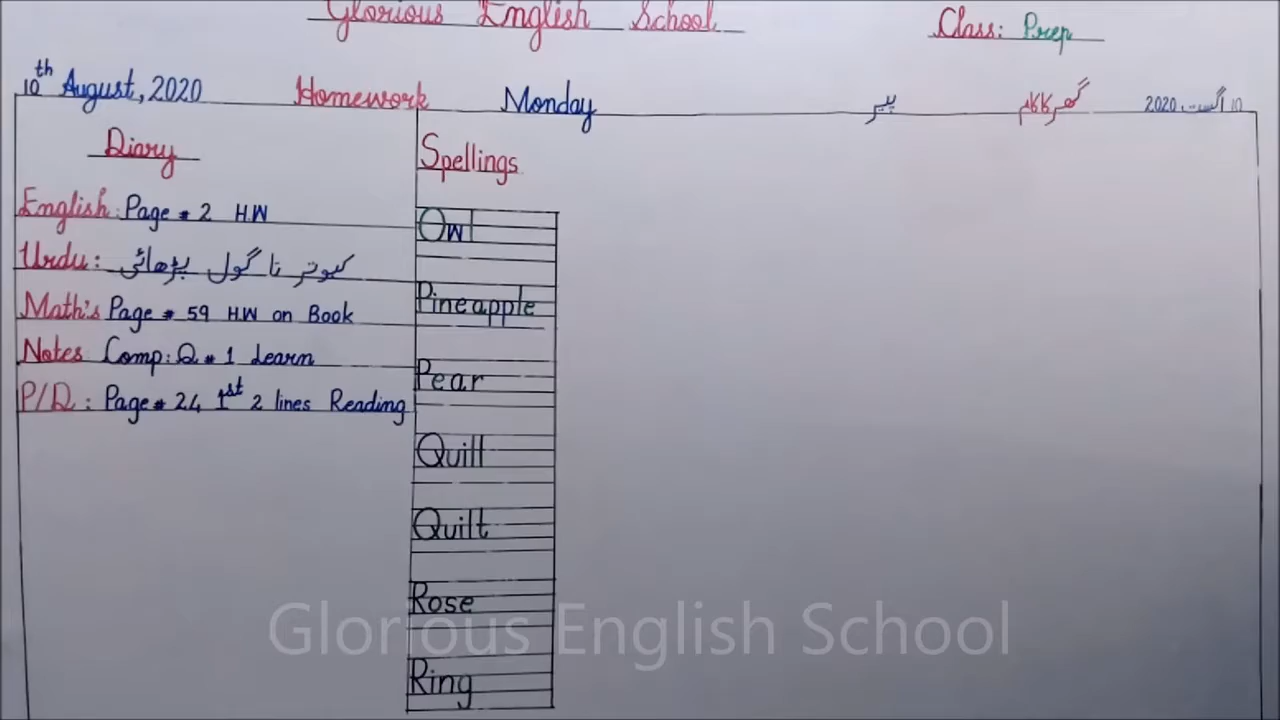 Glorious English School
Class: Prep
10th August, 2020 Homework Monday پیر گھر کا کام 10 اگست، 2020
Diary
English: Page # 2 H.W
Urdu: کبوتر تا گول پڑھائی
Math's Page # 59 H.W on Book
Notes Comp: Q # 1 Learn
P/D: Page # 24 1st 2 lines Reading
Spellings
Owl
Pineapple
Pear
Quill
Quilt
Rose
Ring
Glorious English School